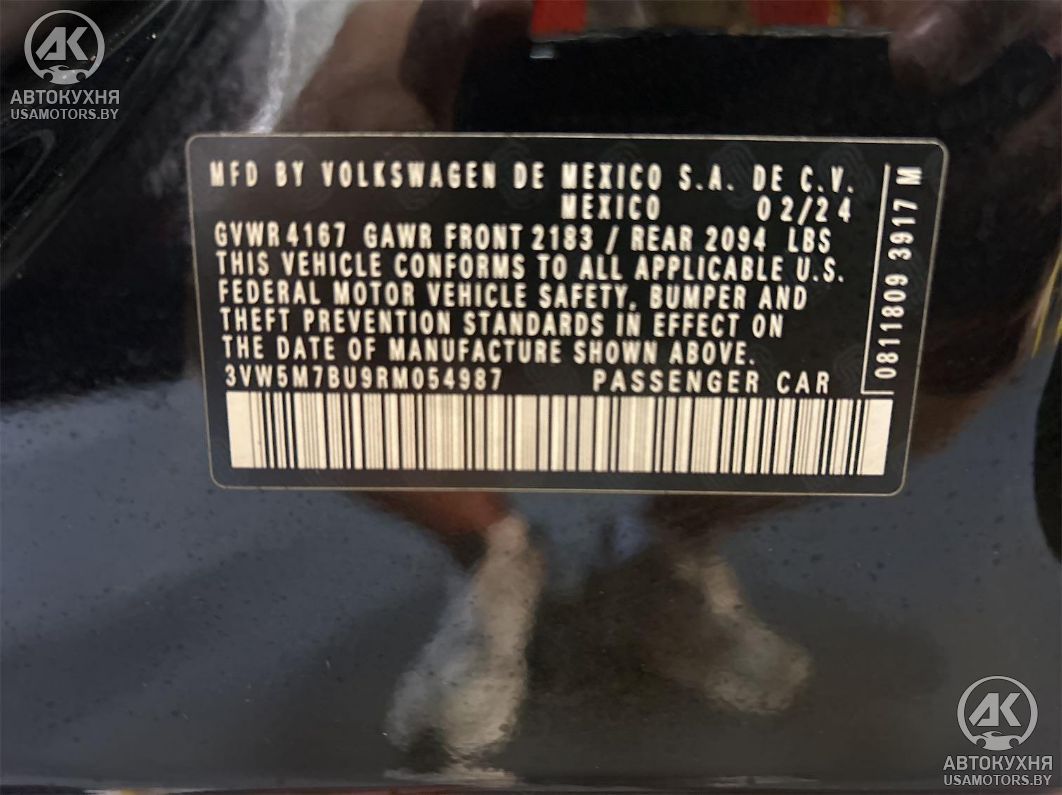 АК
АВТОКУХНЯ
USAMOTORS.BY
MFD BY VOLKSWAGEN DE MEXICO S.A. DE C.V.
MEXICO 02/24
GVWR 4167 GAWR FRONT 2183 / REAR 2094 LBS
THIS VEHICLE CONFORMS TO ALL APPLICABLE U.S.
FEDERAL MOTOR VEHICLE SAFETY, BUMPER AND
THEFT PREVENTION STANDARDS IN EFFECT ON
THE DATE OF MANUFACTURE SHOWN ABOVE.
3VW5M7BU9RM054987 PASSENGER CAR
0811809 3917 M
АК
АВТОКУХНЯ
USAMOTORS.BY